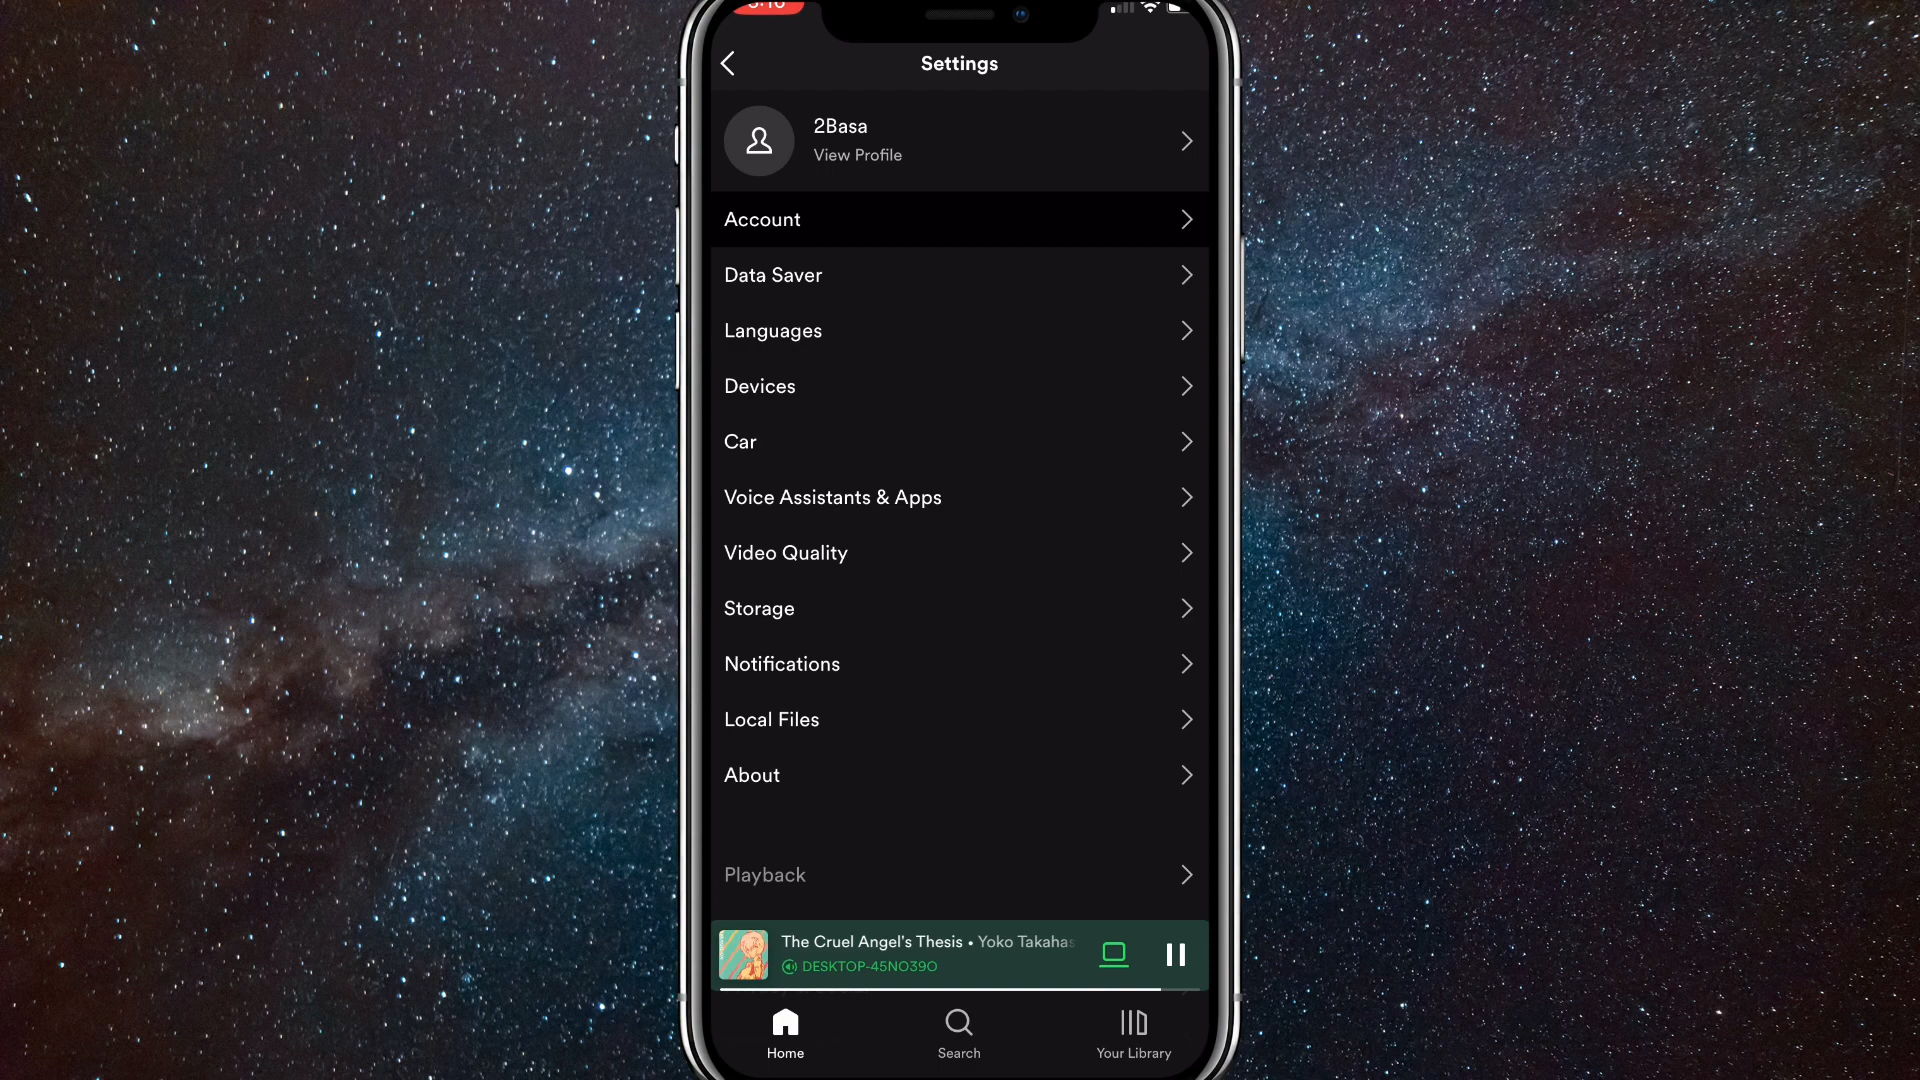 Settings
2Basa
View Profile
Account
Data Saver
Languages
Devices
Car
Voice Assistants & Apps
Video Quality
Storage
Notifications
Local Files
About
Playback
The Cruel Angel's Thesis • Yoko Takahas
DESKTOP-45NO39O
Home
Search
Your Library